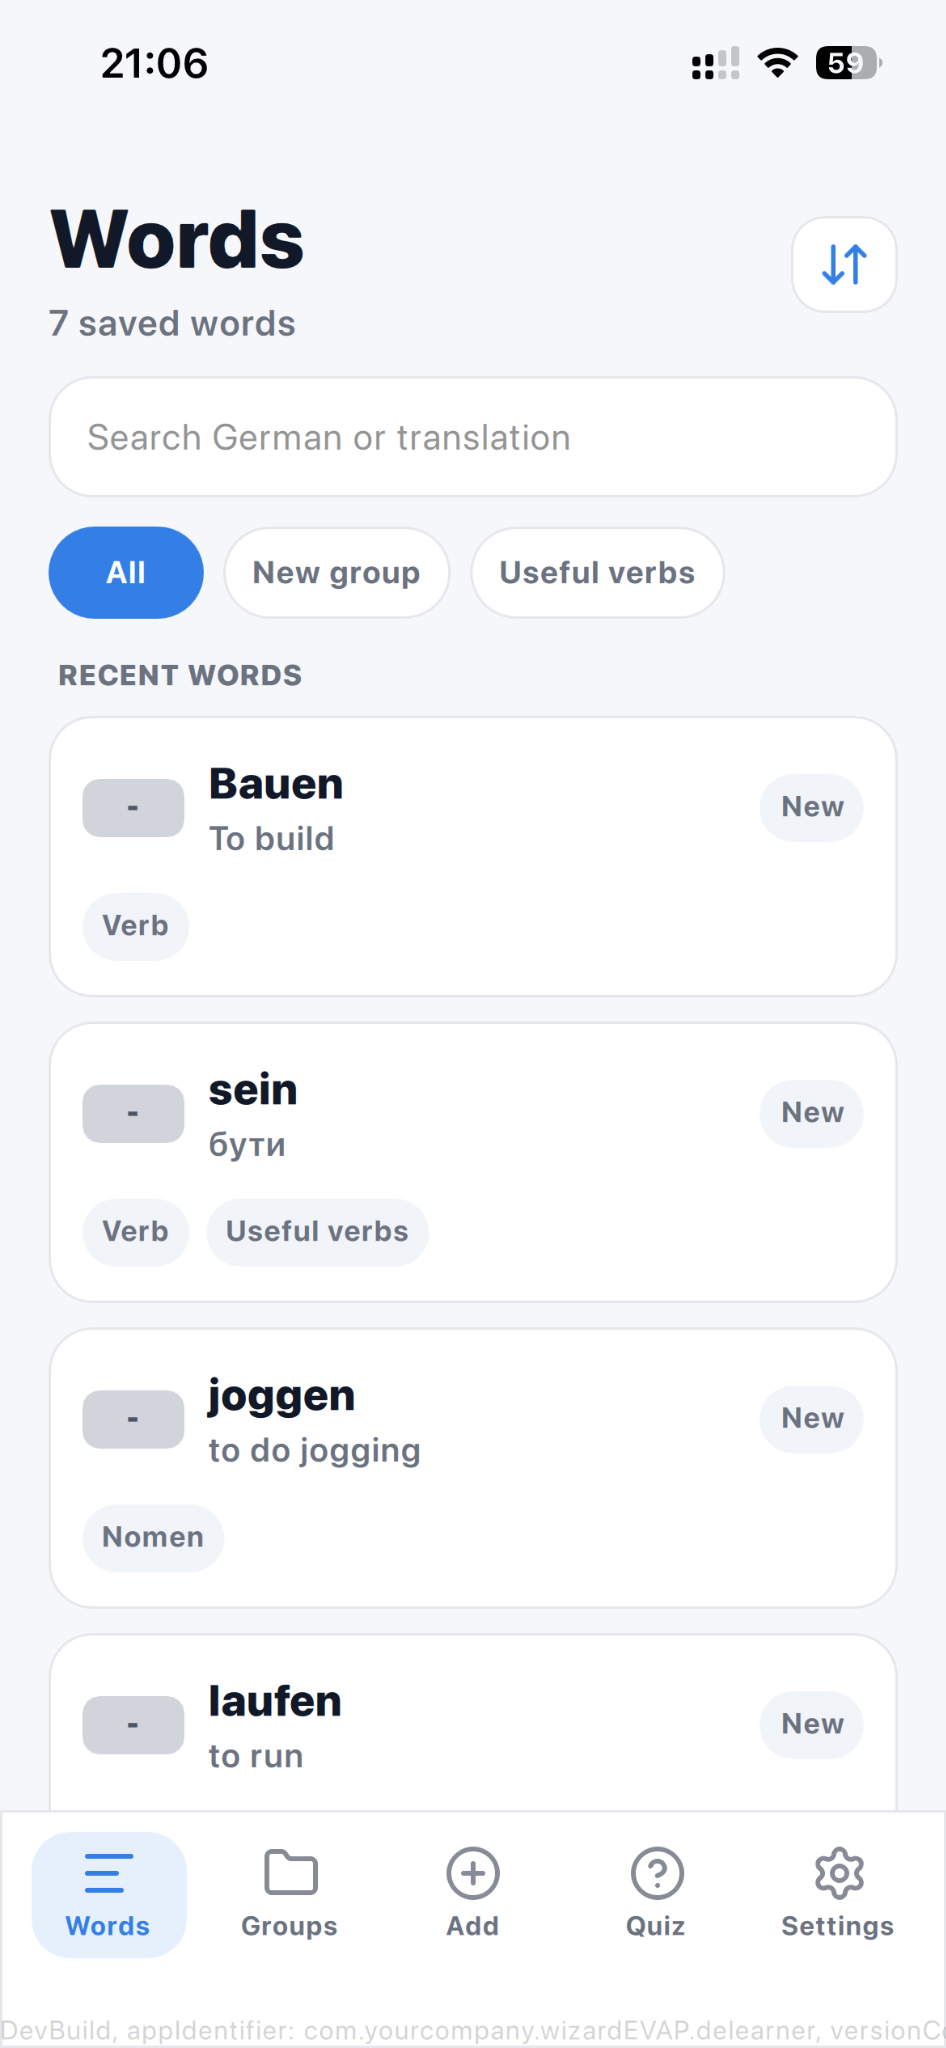 21:06
59
Words
7 saved words
Search German or translation
All
New group
Useful verbs
RECENT WORDS
-
Bauen
To build
New
Verb
-
sein
бути
New
Verb
Useful verbs
-
joggen
to do jogging
New
Nomen
-
laufen
to run
New
Words
Groups
Add
Quiz
Settings
DevBuild, appIdentifier: com.yourcompany.wizardEVAP.delearner, versionCo